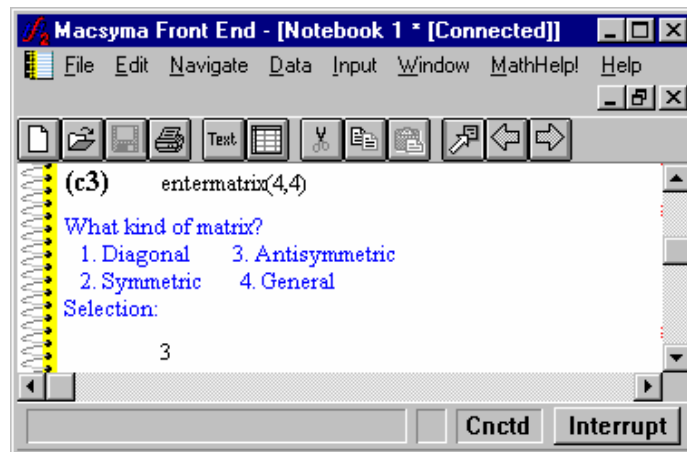 Macsyma Front End - [Notebook 1 * [Connected]]
File Edit Navigate Data Input Window MathHelp! Help
Text
(c3) entermatrix(4,4)
What kind of matrix?
1. Diagonal 3. Antisymmetric
2. Symmetric 4. General
Selection:
3
Cnctd Interrupt